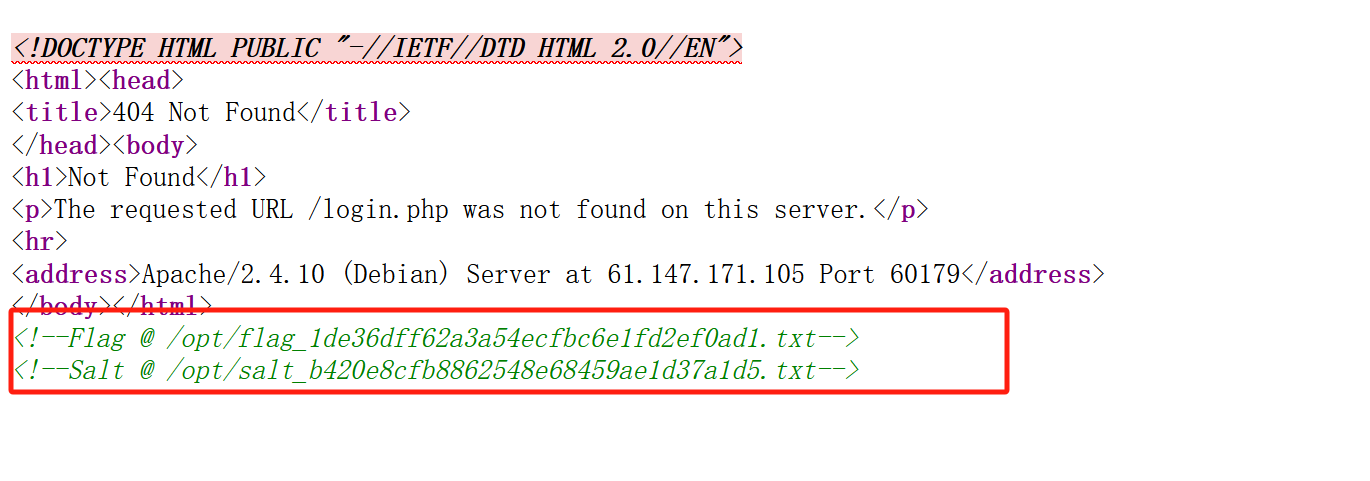 <!DOCTYPE HTML PUBLIC "-//IETF//DTD HTML 2.0//EN">
<html><head>
<title>404 Not Found</title>
</head><body>
<h1>Not Found</h1>
<p>The requested URL /login.php was not found on this server.</p>
<hr>
<address>Apache/2.4.10 (Debian) Server at 61.147.171.105 Port 60179</address>
</body></html>
<!--Flag @ /opt/flag_1de36dff62a3a54ecfbc6e1fd2ef0ad1.txt-->
<!--Salt @ /opt/salt_b420e8cfb8862548e68459ae1d37a1d5.txt-->